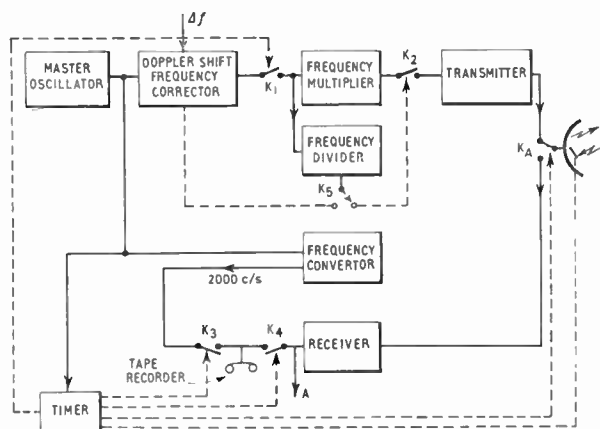 Δf
MASTER
OSCILLATOR
DOPPLER SHIFT
FREQUENCY
CORRECTOR
K1
FREQUENCY
MULTIPLIER
K2
TRANSMITTER
FREQUENCY
DIVIDER
K5
KA
FREQUENCY
CONVERTOR
2000 c/s
K3
K4
RECEIVER
TAPE
RECORDER
A
TIMER